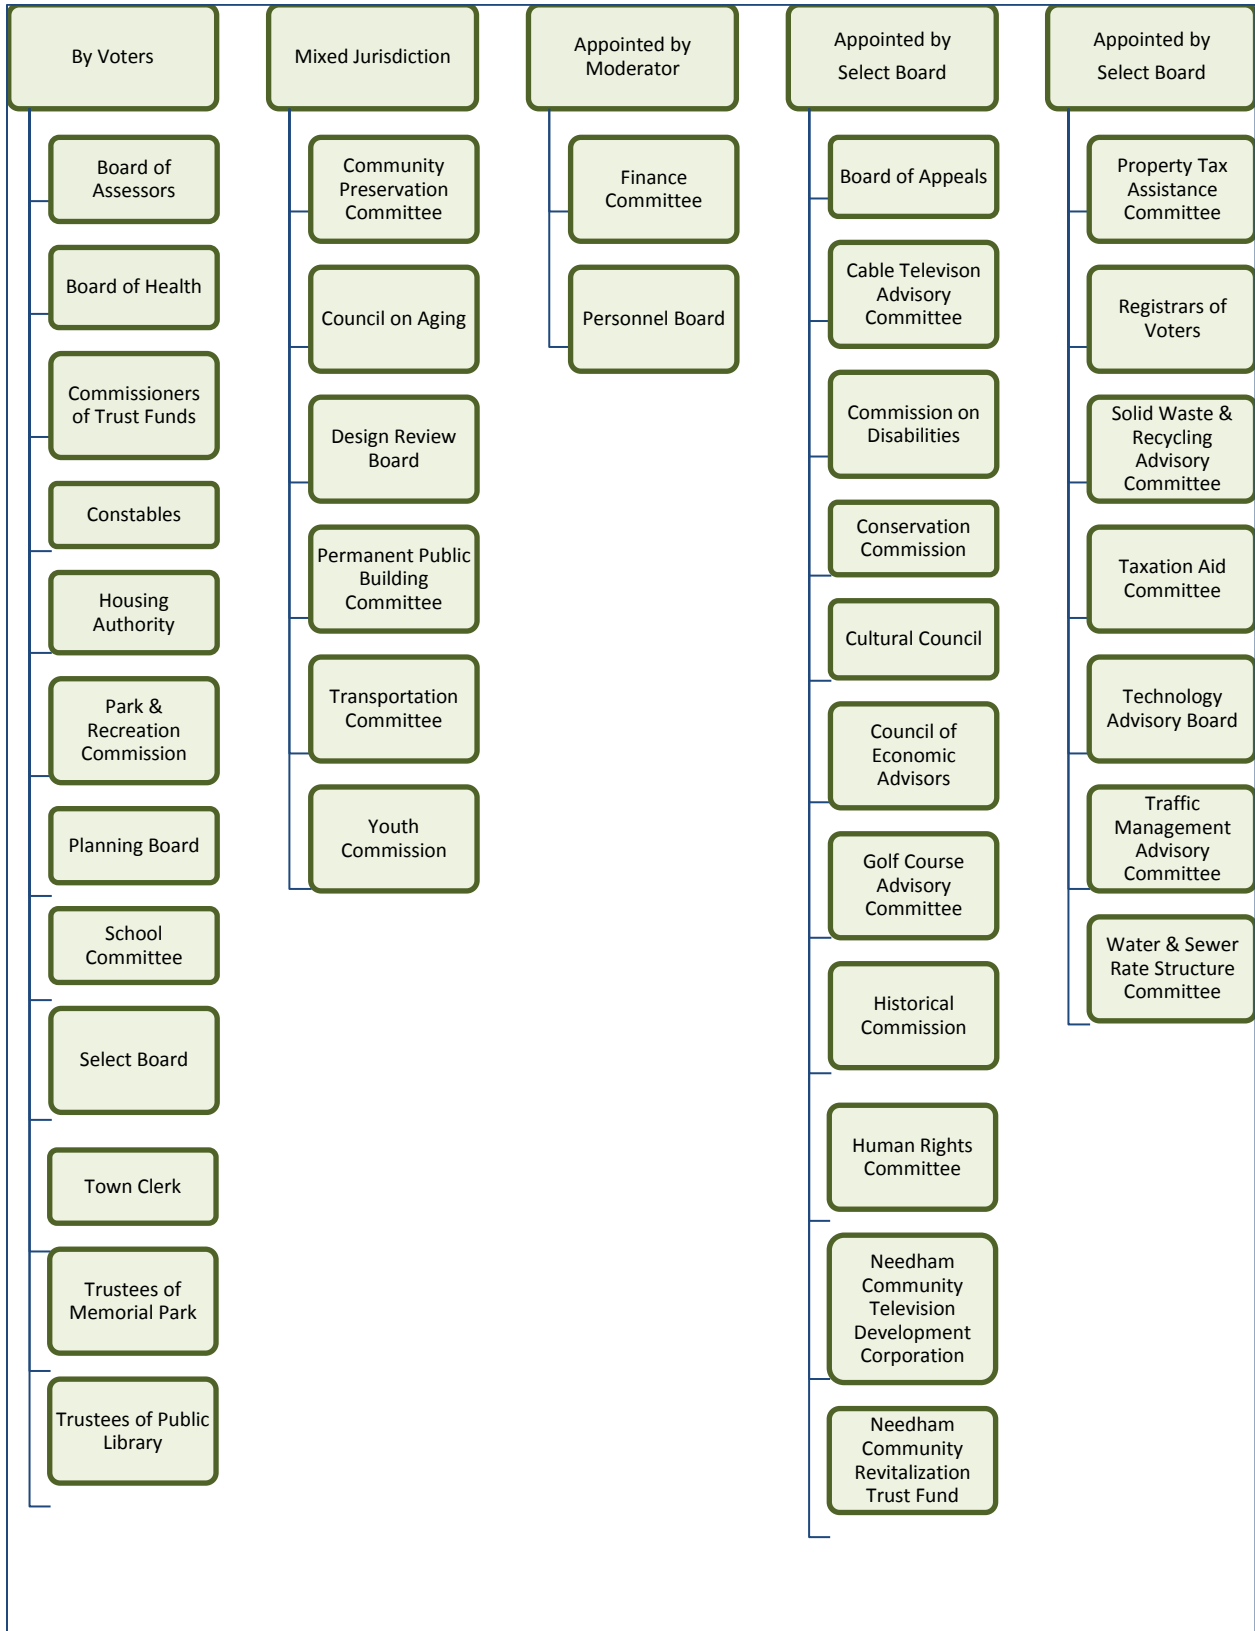 By Voters
Board of
Assessors
Board of Health
Commissioners
of Trust Funds
Constables
Housing
Authority
Park &
Recreation
Commission
Planning Board
School
Committee
Select Board
Town Clerk
Trustees of
Memorial Park
Trustees of Public
Library
Mixed Jurisdiction
Community
Preservation
Committee
Council on Aging
Design Review
Board
Permanent Public
Building
Committee
Transportation
Committee
Youth
Commission
Appointed by
Moderator
Finance
Committee
Personnel Board
Appointed by
Select Board
Board of Appeals
Cable Televison
Advisory
Committee
Commission on
Disabilities
Conservation
Commission
Cultural Council
Council of
Economic
Advisors
Golf Course
Advisory
Committee
Historical
Commission
Human Rights
Committee
Needham
Community
Television
Development
Corporation
Needham
Community
Revitalization
Trust Fund
Appointed by
Select Board
Property Tax
Assistance
Committee
Registrars of
Voters
Solid Waste &
Recycling
Advisory
Committee
Taxation Aid
Committee
Technology
Advisory Board
Traffic
Management
Advisory
Committee
Water & Sewer
Rate Structure
Committee